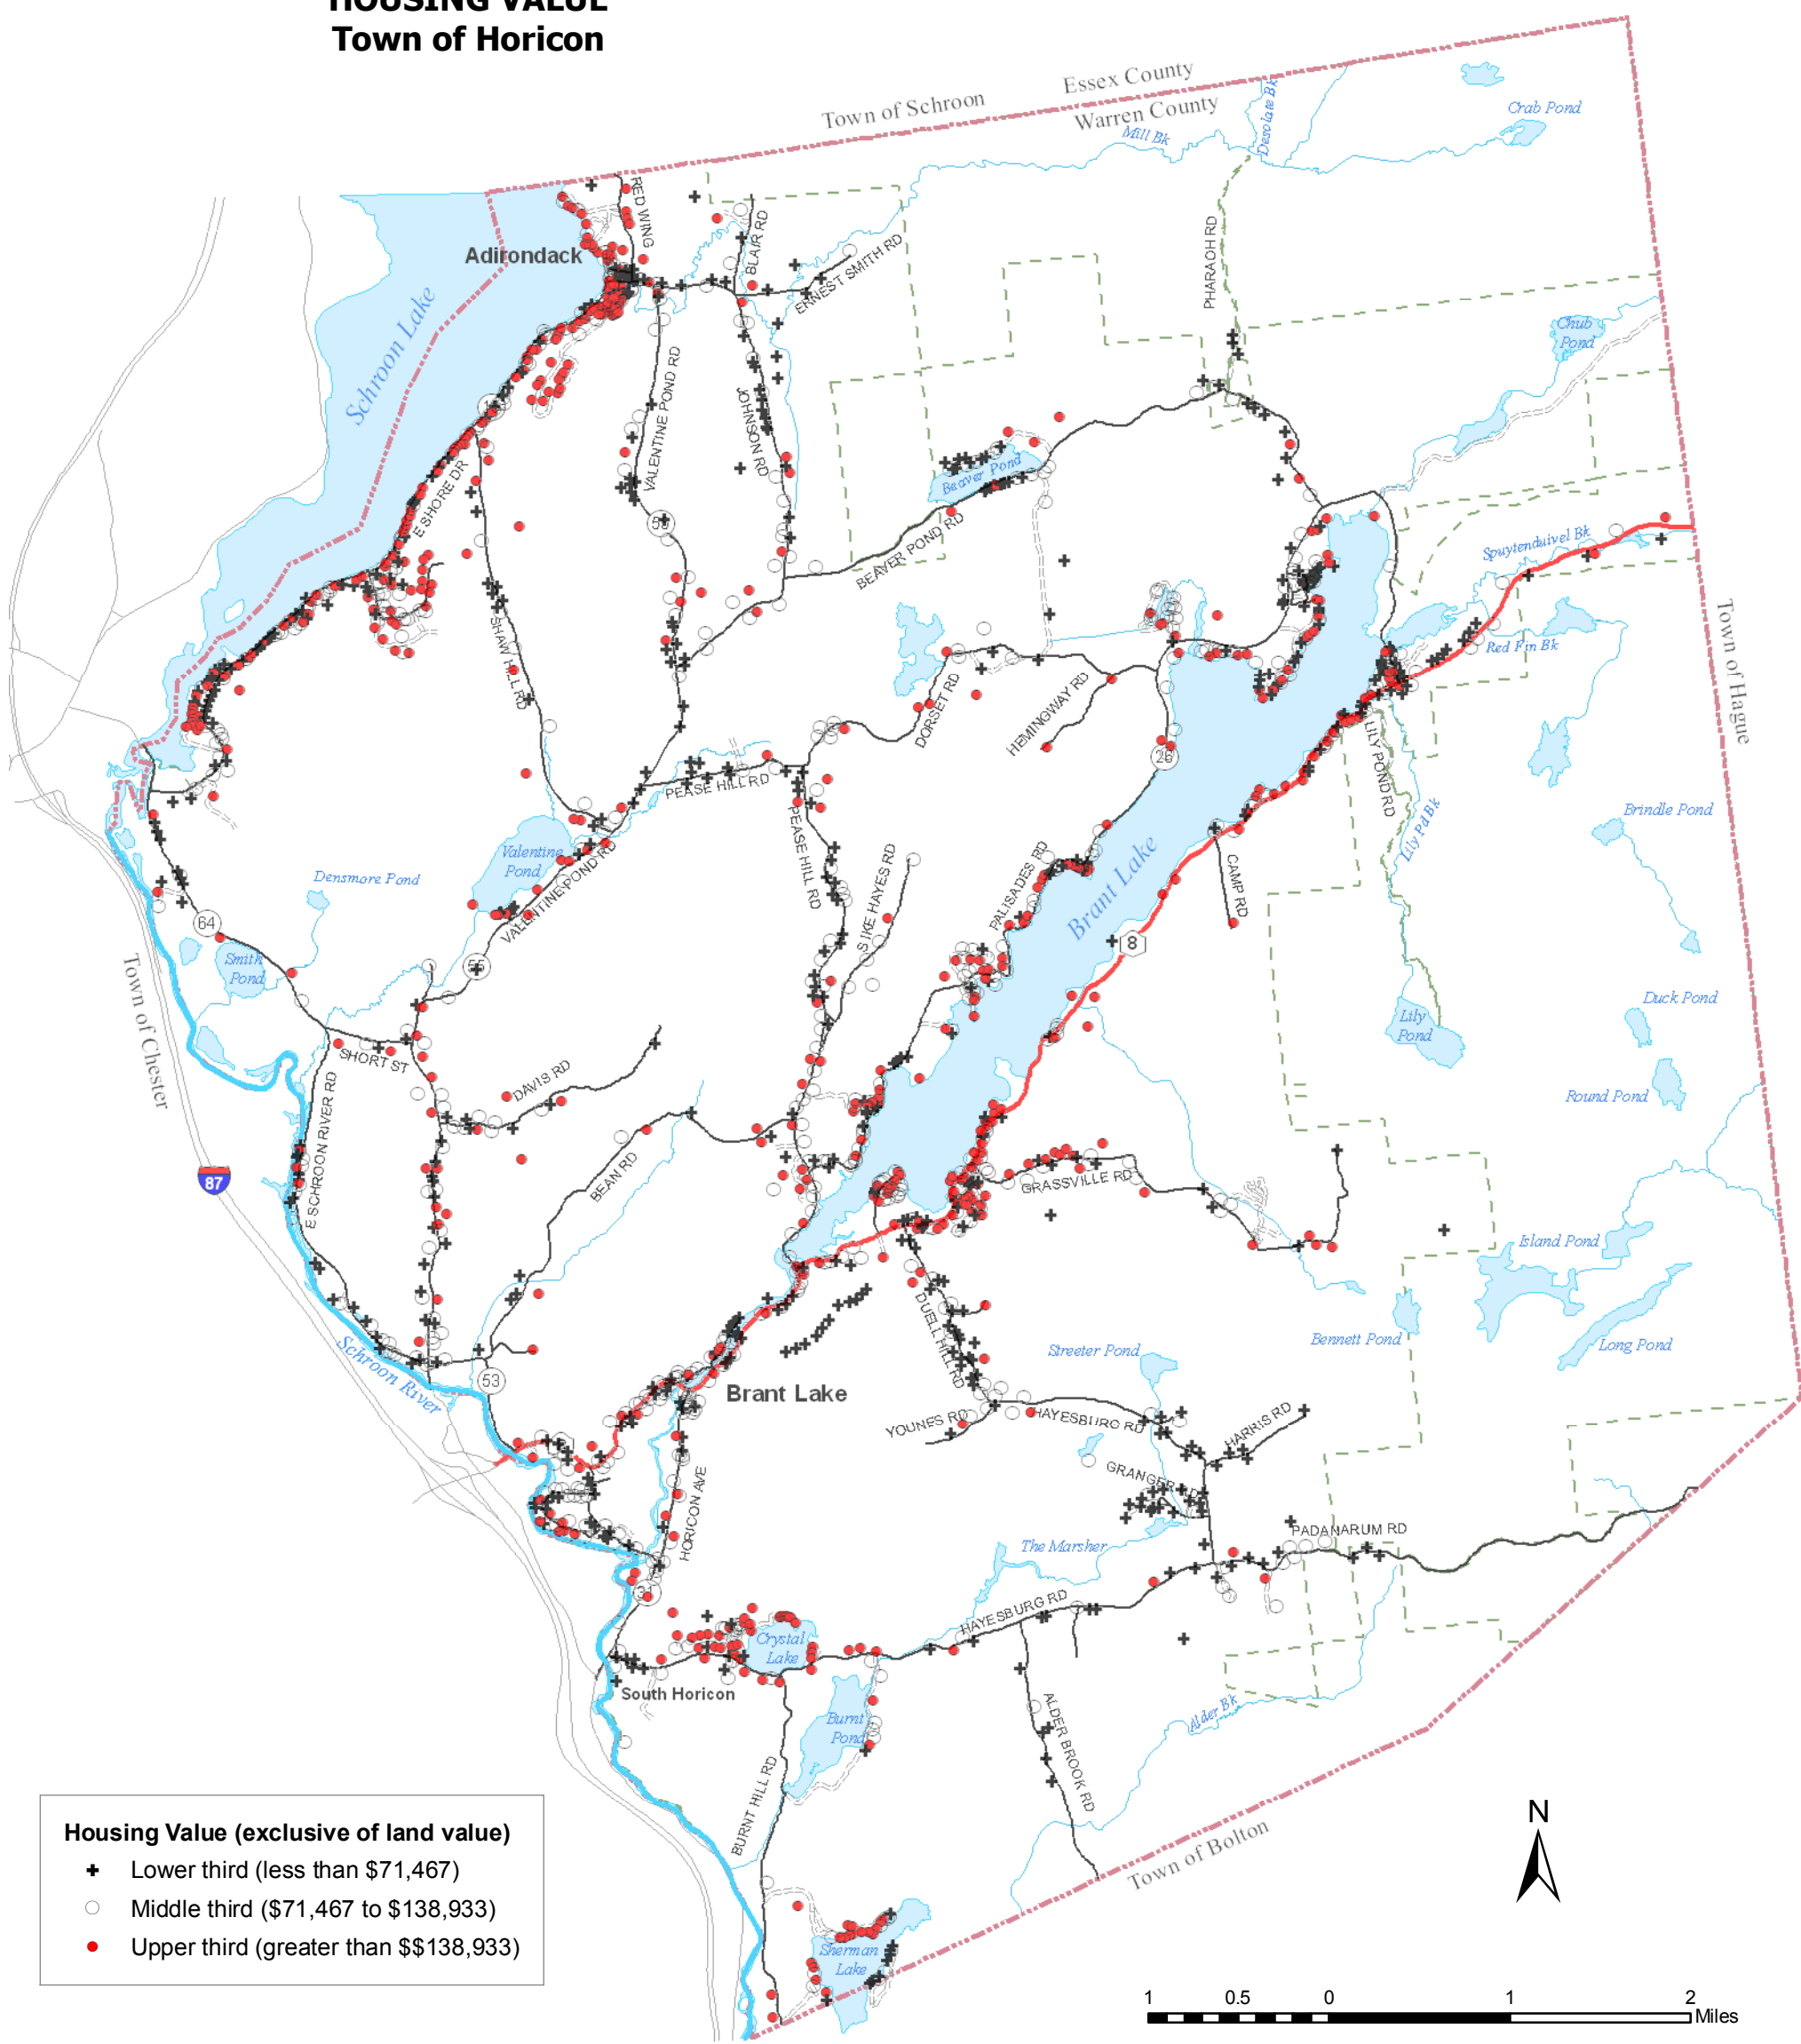 HOUSING VALUE
Town of Horicon
Town of Schroon
Essex County
Warren County
Mill Bk
Desolate Bk
Crab Pond
RED WING
BLAIR RD
Adirondack
ERNEST SMITH RD
PHARAOH RD
Schroon Lake
Chub
Pond
VALENTINE POND RD
JOHNSON RD
E SHORE DR
Beaver Pond
BEAVER POND RD
Spuytenduivel Bk
Red Fin Bk
Town of Hague
SHAW HILL RD
DORSET RD
HEMINGWAY RD
26
LILY POND RD
PEASE HILL RD
PEASE HILL RD
Lily Pd Bk
Brindle Pond
Valentine
Pond
VALENTINE POND RD
Densmore Pond
S IKE HAYES RD
PALISADES RD
Brant Lake
CAMP RD
64
8
55
Smith
Pond
Town of Chester
Lily
Pond
Duck Pond
SHORT ST
DAVIS RD
Round Pond
E SCHROON RIVER RD
87
BEAN RD
GRASSVILLE RD
Island Pond
DUELL HILL RD
Bennett Pond
Long Pond
Streeter Pond
Schroon River
53
Brant Lake
YOUNES RD
HAYESBURG RD
HARRIS RD
GRANGER
HORICON AVE
PADANARUM RD
The Marsher
31
HAYESBURG RD
Crystal
Lake
South Horicon
Burnt
Pond
ALDER BROOK RD
Alder Bk
BURNT HILL RD
Town of Bolton
Sherman
Lake
Housing Value (exclusive of land value)
Lower third (less than $71,467)
Middle third ($71,467 to $138,933)
Upper third (greater than $$138,933)
N
1 0.5 0 1 2
Miles